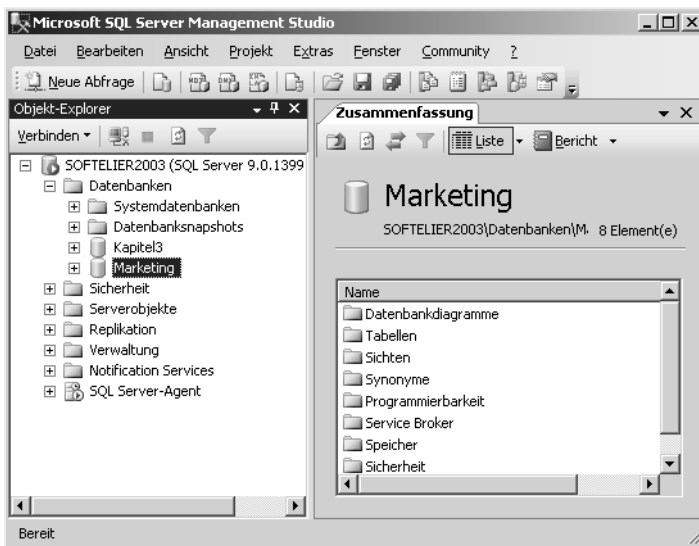 Microsoft SQL Server Management Studio
Datei Bearbeiten Ansicht Projekt Extras Fenster Community ?
Neue Abfrage
Objekt-Explorer
Verbinden
SOFTELIER2003 (SQL Server 9.0.1399
Datenbanken
Systemdatenbanken
Datenbanksnapshots
Kapitel3
Marketing
Sicherheit
Serverobjekte
Replikation
Verwaltung
Notification Services
SQL Server-Agent
Zusammenfassung
Liste Bericht
Marketing
SOFTELIER2003\Datenbanken\M. 8 Element(e)
Name
Datenbankdiagramme
Tabellen
Sichten
Synonyme
Programmierbarkeit
Service Broker
Speicher
Sicherheit
Bereit